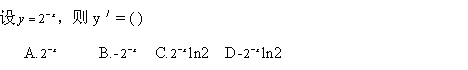 设y=2⁻ˣ，则 y ′ = ( )
A.2⁻ˣ B.-2⁻ˣ C.2⁻ˣln2 D-2⁻ˣln2